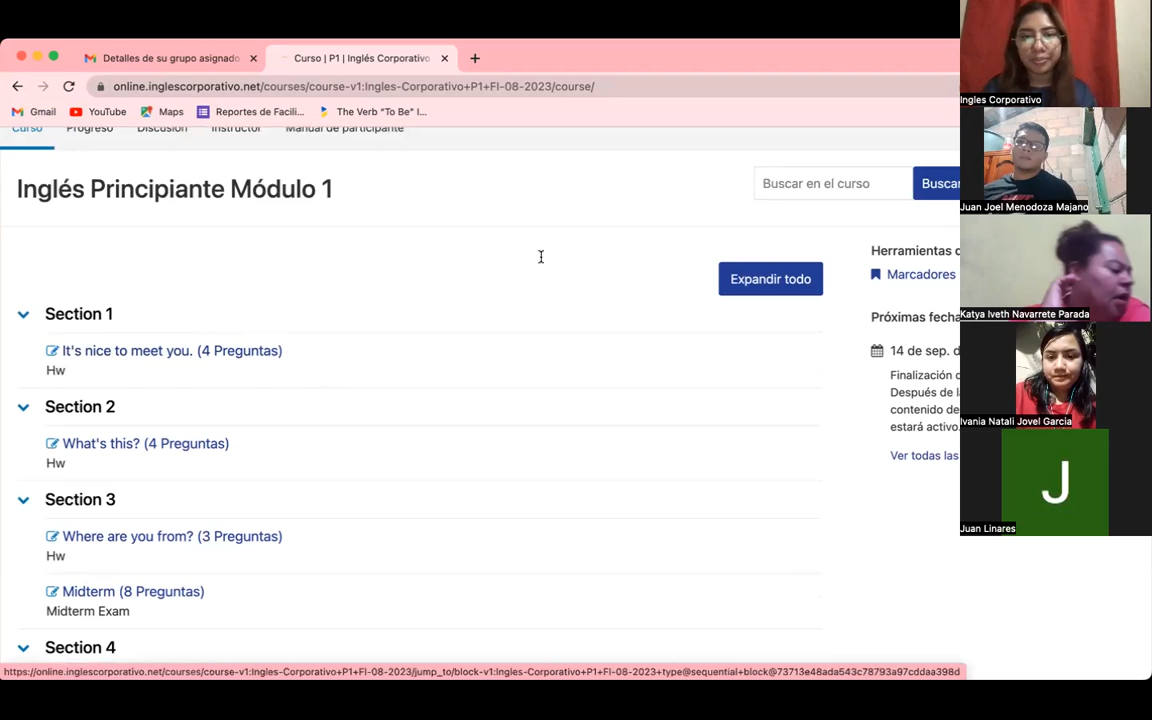 Detalles de su grupo asignado
Curso | P1 | Inglés Corporativo
online.inglescorporativo.net/courses/course-v1:Ingles-Corporativo+P1+FI-08-2023/course/
Gmail
YouTube
Maps
Reportes de Facili...
The Verb "To Be" I...
Curso
Progreso
Discusión
Instructor
Manual de participante
Inglés Principiante Módulo 1
Buscar en el curso
Buscar
Expandir todo
Herramientas
Marcadores
Section 1
It's nice to meet you. (4 Preguntas)
Hw
Section 2
What's this? (4 Preguntas)
Hw
Section 3
Where are you from? (3 Preguntas)
Hw
Midterm (8 Preguntas)
Midterm Exam
Section 4
Próximas
14 de sep.
Finalización
Después de
contenido de
estará activo.
Ver todas las
https://online.inglescorporativo.net/courses/course-v1:Ingles-Corporativo+P1+FI-08-2023/jump_to/block-v1:Ingles-Corporativo+P1+FI-08-2023+type@sequential+block@73713e48ada543c78793a97cddaa398d
Ingles Corporativo
Juan Joel Mendoza Majano
Katya Iveth Navarrete Parada
Ivania Natali Jovel Garcia
J
Juan Linares